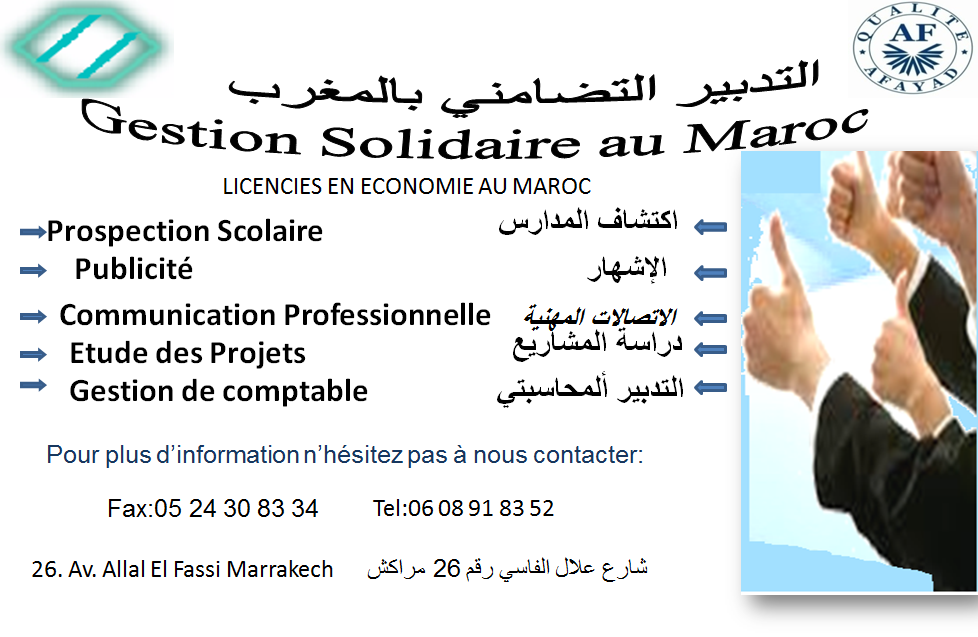 QUALITE
AF
AFAYAD
التدبير التضامني بالمغرب
Gestion Solidaire au Maroc
LICENCIES EN ECONOMIE AU MAROC
Prospection Scolaire اكتشاف المدارس
Publicité الإشهار
Communication Professionnelle الاتصالات المهنية
Etude des Projets دراسة المشاريع
Gestion de comptable التدبير ألمحاسبتي
Pour plus d’information n’hésitez pas à nous contacter:
Fax:05 24 30 83 34 Tel:06 08 91 83 52
26. Av. Allal El Fassi Marrakech شارع علال الفاسي رقم 26 مراكش